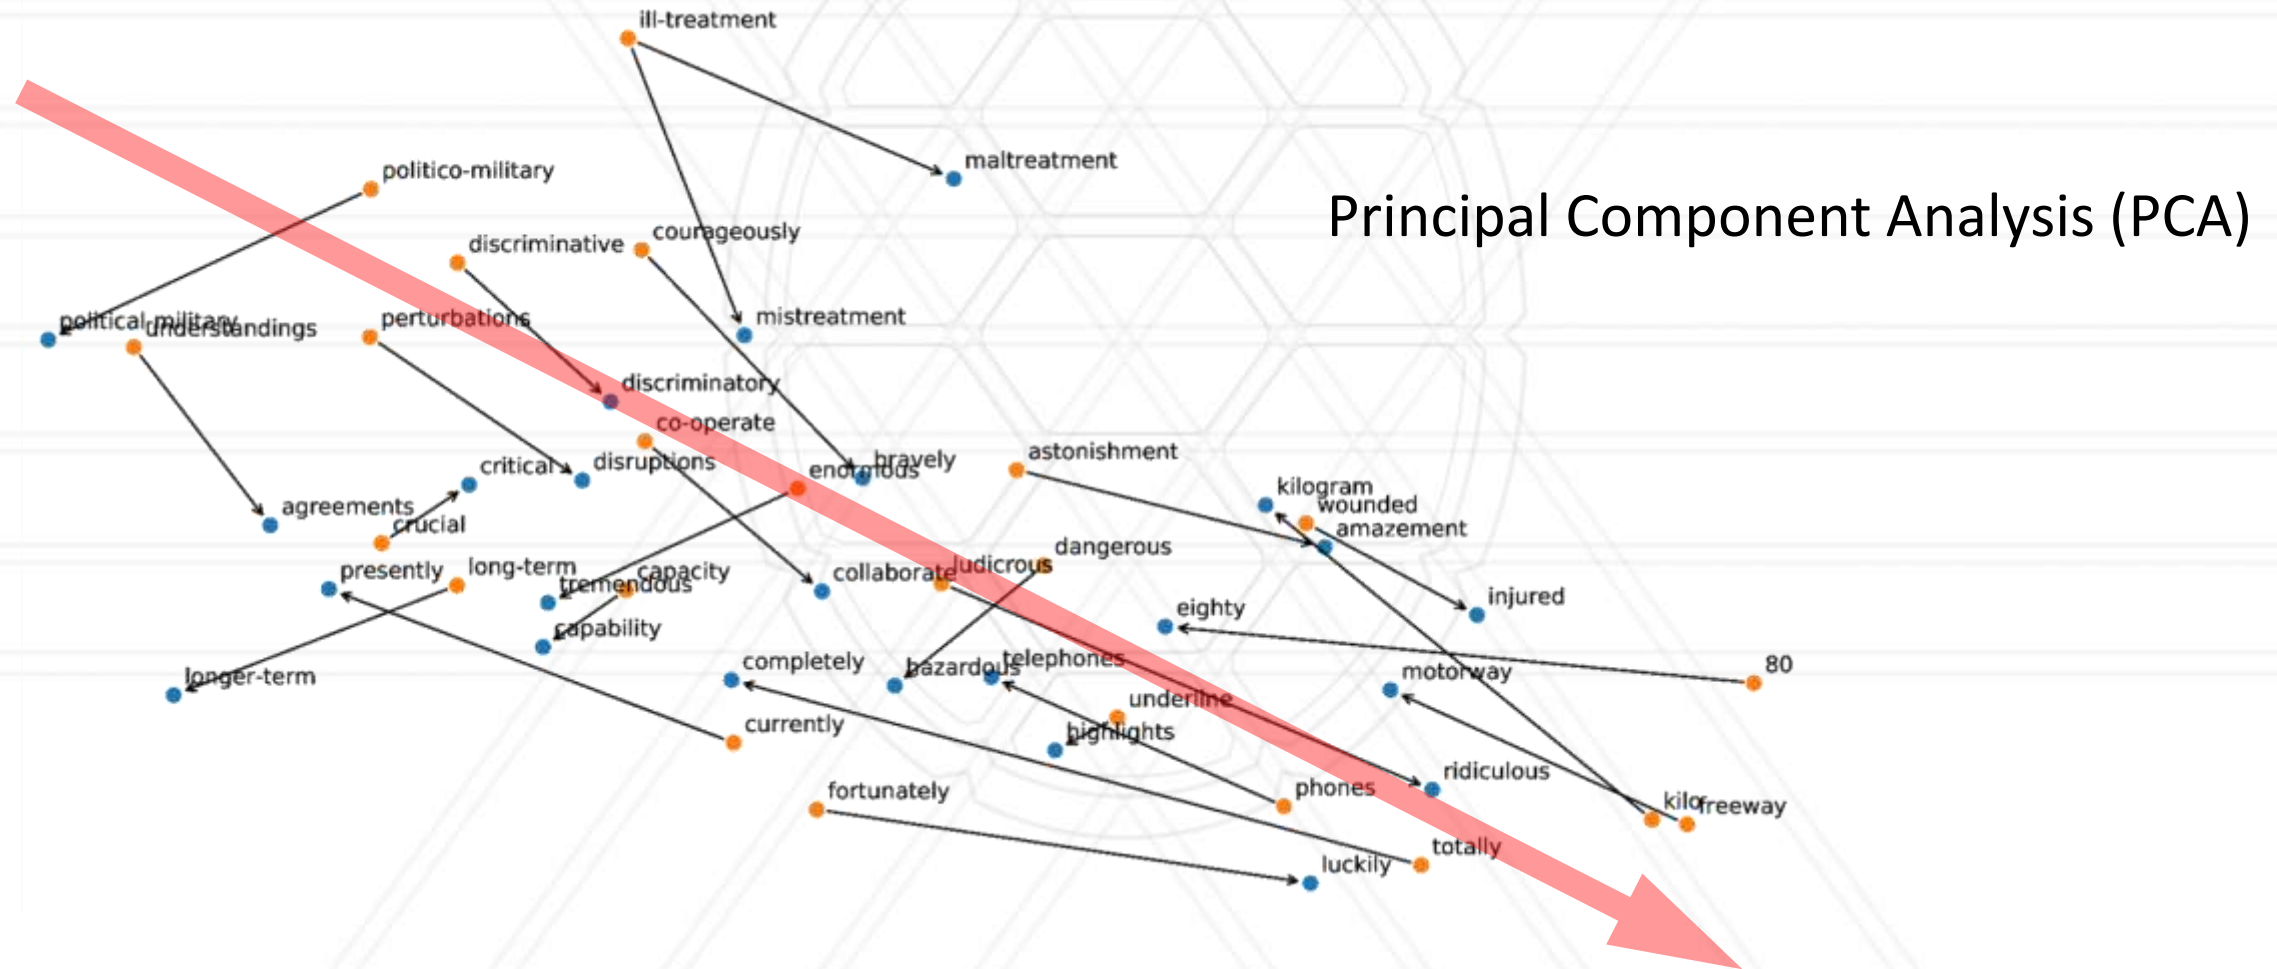 ill-treatment
maltreatment
politico-military
Principal Component Analysis (PCA)
discriminative
courageously
political-military
understandings
perturbations
mistreatment
discriminatory
co-operate
critical
disruptions
enormous
bravely
astonishment
kilogram
wounded
amazement
agreements
crucial
presently
long-term
tremendous
capacity
collaborate
ludicrous
dangerous
injured
eighty
capability
longer-term
completely
hazardous
telephones
motorway
80
underline
currently
highlights
ridiculous
fortunately
phones
kilo
freeway
totally
luckily